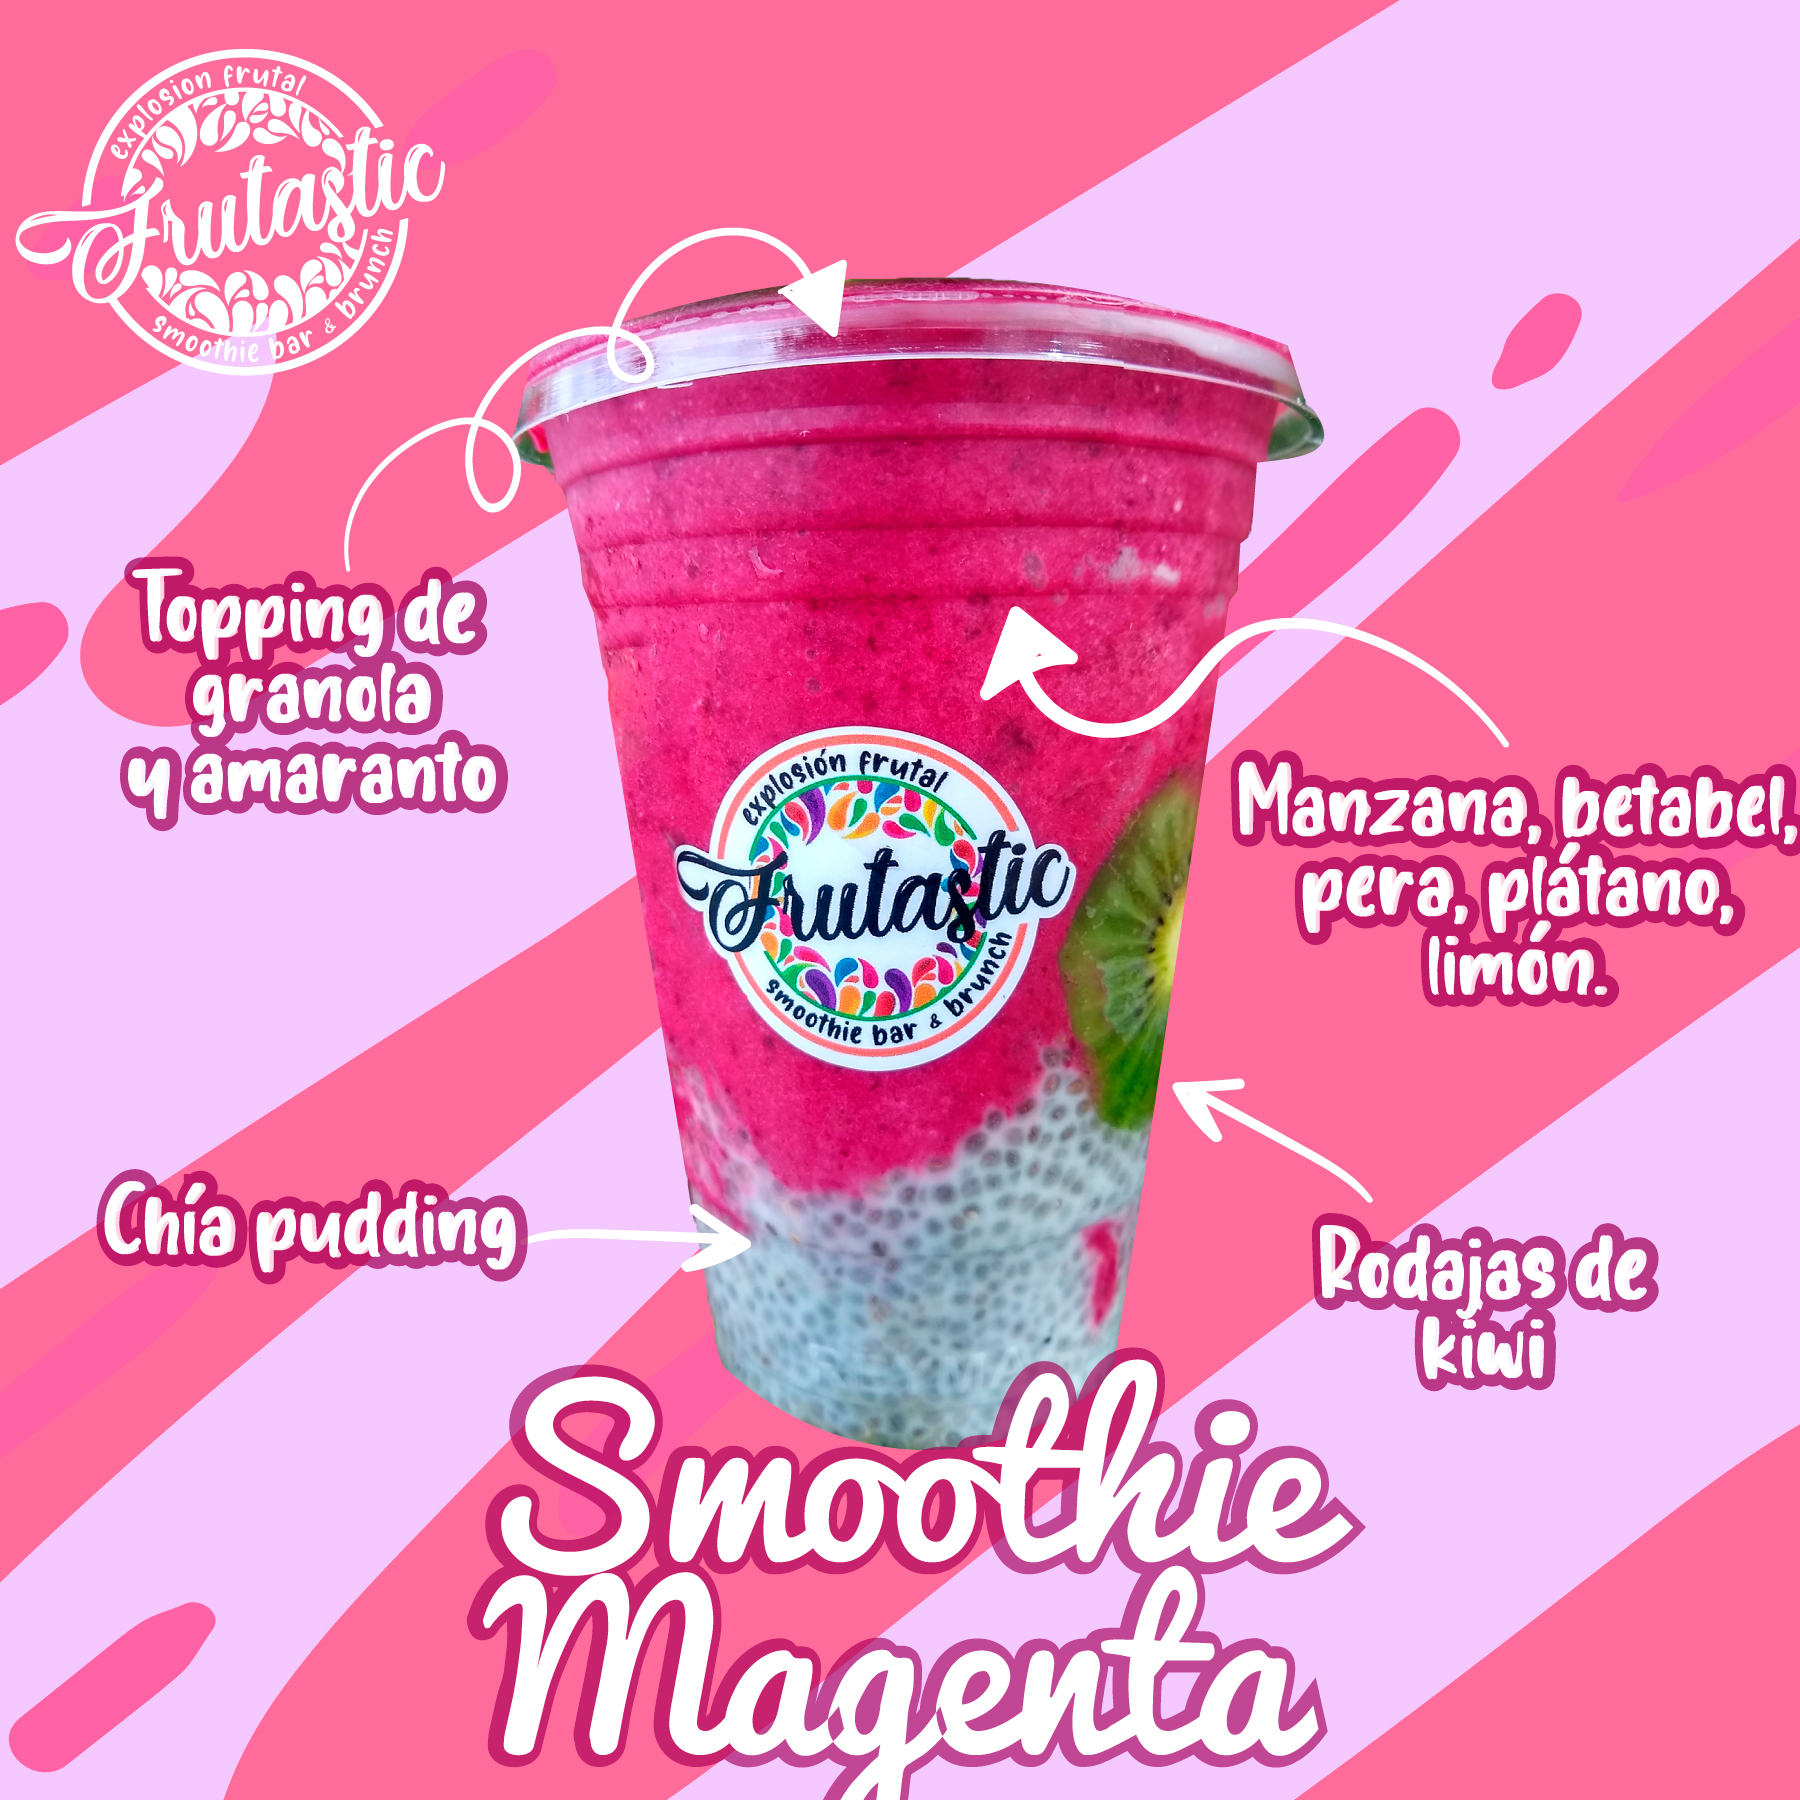 explosion frutal
Frutastic
smoothie bar & brunch
Topping de
granola
y amaranto
Manzana, betabel,
pera, plátano,
limón.
explosión frutal
Frutastic
smoothie bar & brunch
Chía pudding
Rodajas de
kiwi
Smoothie
Magenta